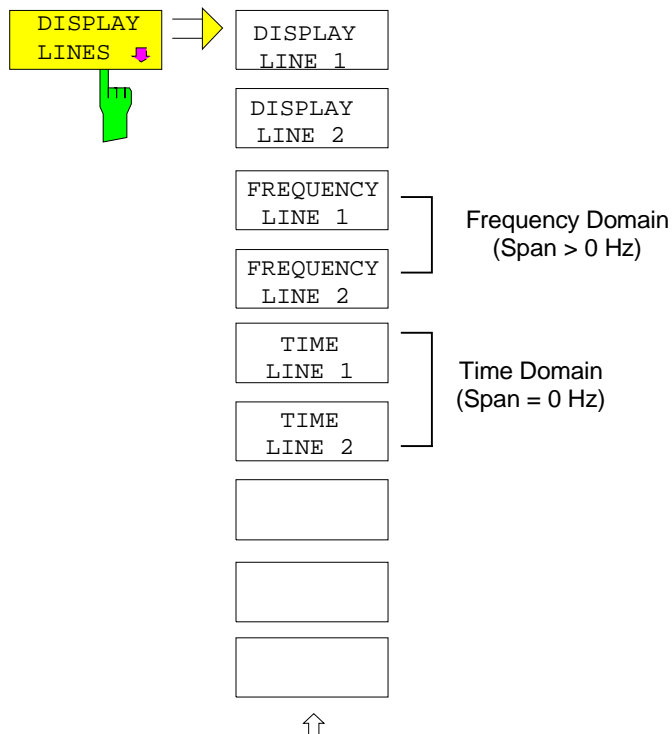 DISPLAY
LINES
DISPLAY
LINE 1
DISPLAY
LINE 2
FREQUENCY
LINE 1
FREQUENCY
LINE 2
Frequency Domain
(Span > 0 Hz)
TIME
LINE 1
TIME
LINE 2
Time Domain
(Span = 0 Hz)